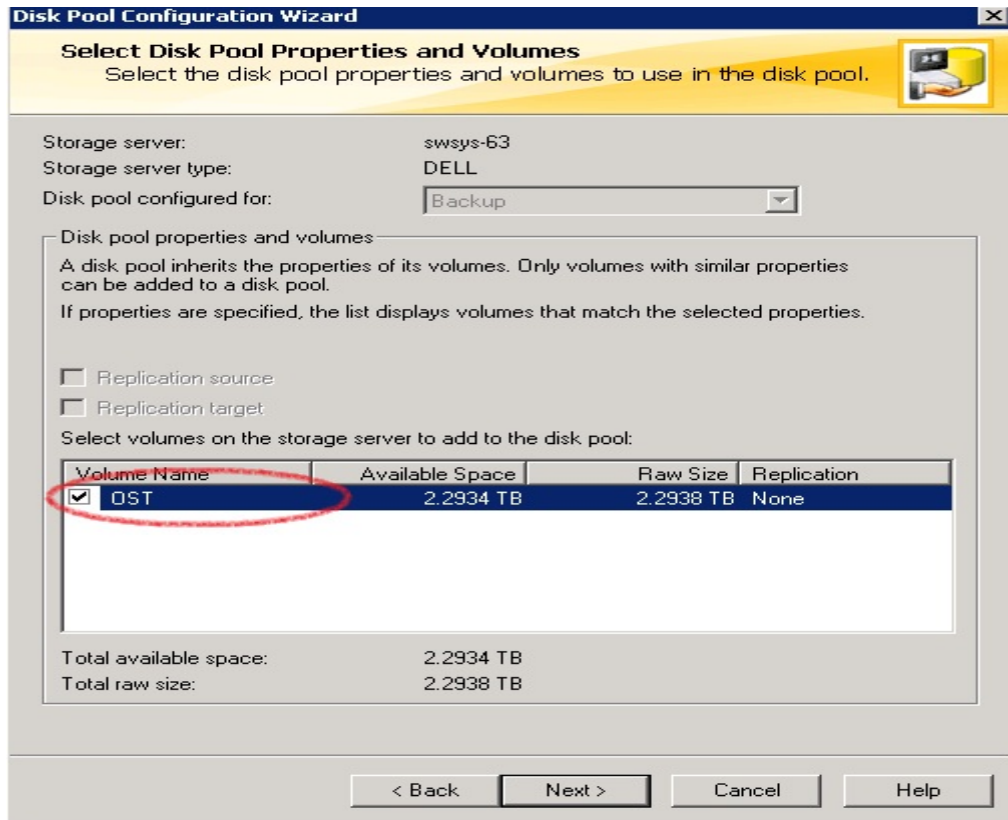 Disk Pool Configuration Wizard
Select Disk Pool Properties and Volumes
Select the disk pool properties and volumes to use in the disk pool.
Storage server: swsys-63
Storage server type: DELL
Disk pool configured for: Backup
Disk pool properties and volumes
A disk pool inherits the properties of its volumes. Only volumes with similar properties
can be added to a disk pool.
If properties are specified, the list displays volumes that match the selected properties.
Replication source
Replication target
Select volumes on the storage server to add to the disk pool:
Volume Name Available Space Raw Size Replication
OST 2.2934 TB 2.2938 TB None
Total available space: 2.2934 TB
Total raw size: 2.2938 TB
< Back Next > Cancel Help